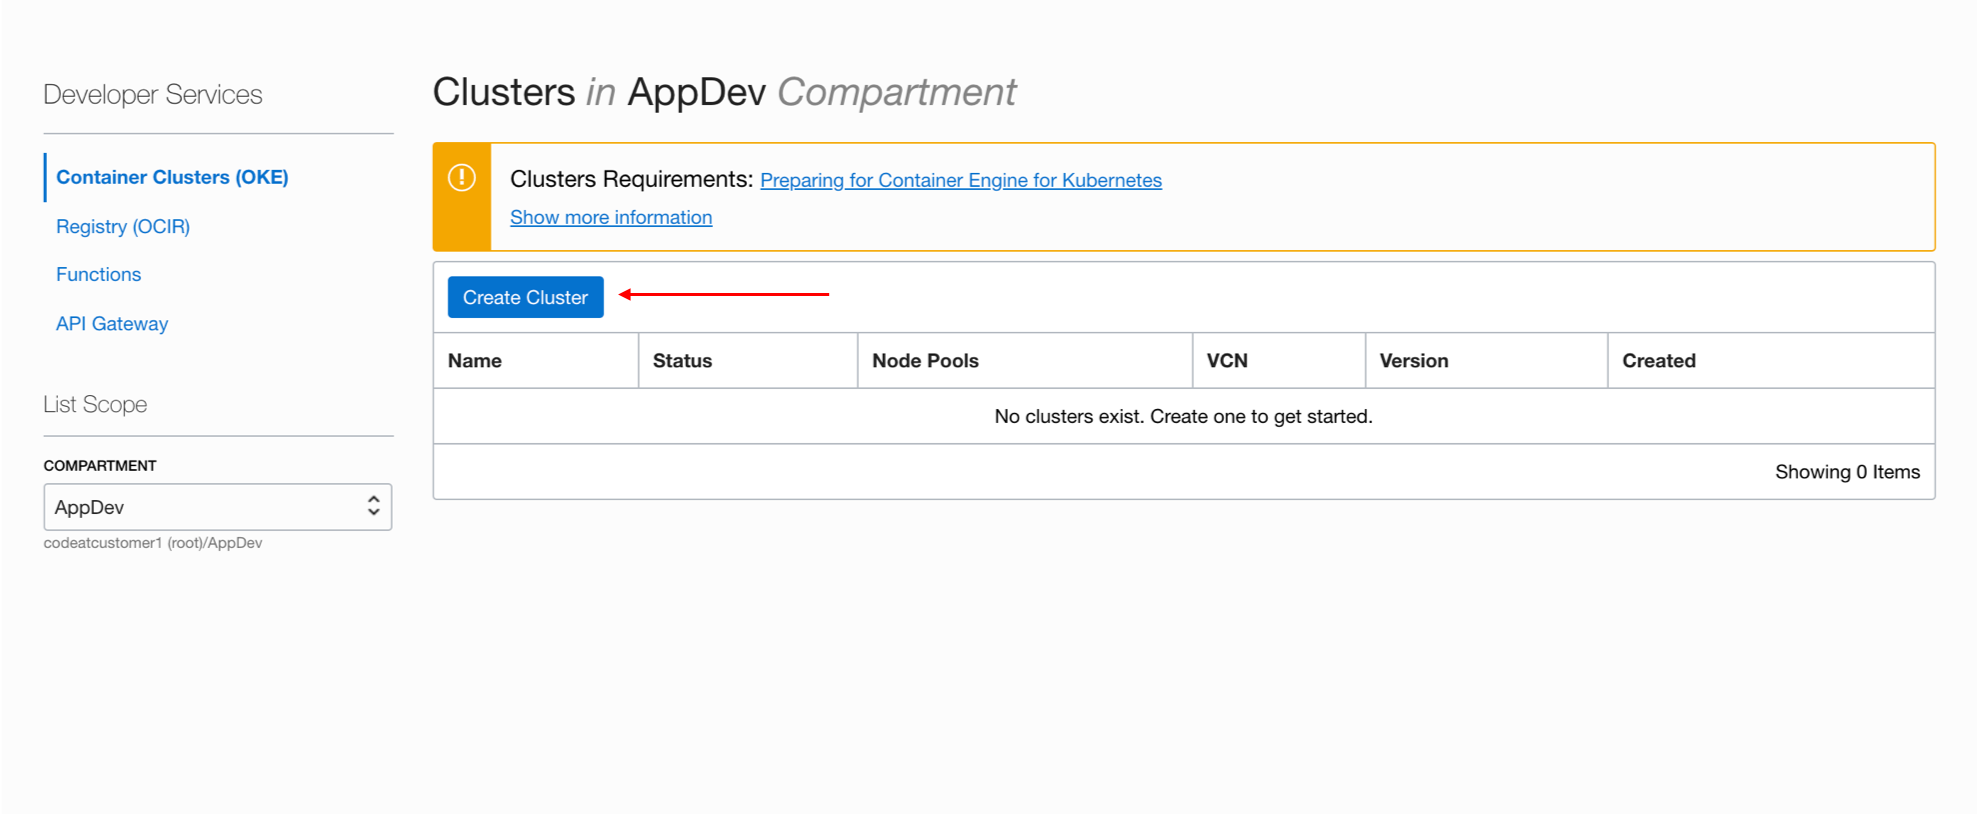 Developer Services
Container Clusters (OKE)
Registry (OCIR)
Functions
API Gateway
List Scope
COMPARTMENT
AppDev
codeatcustomer1 (root)/AppDev
Clusters in AppDev Compartment
Clusters Requirements: Preparing for Container Engine for Kubernetes
Show more information
Create Cluster
Name Status Node Pools VCN Version Created
No clusters exist. Create one to get started.
Showing 0 Items